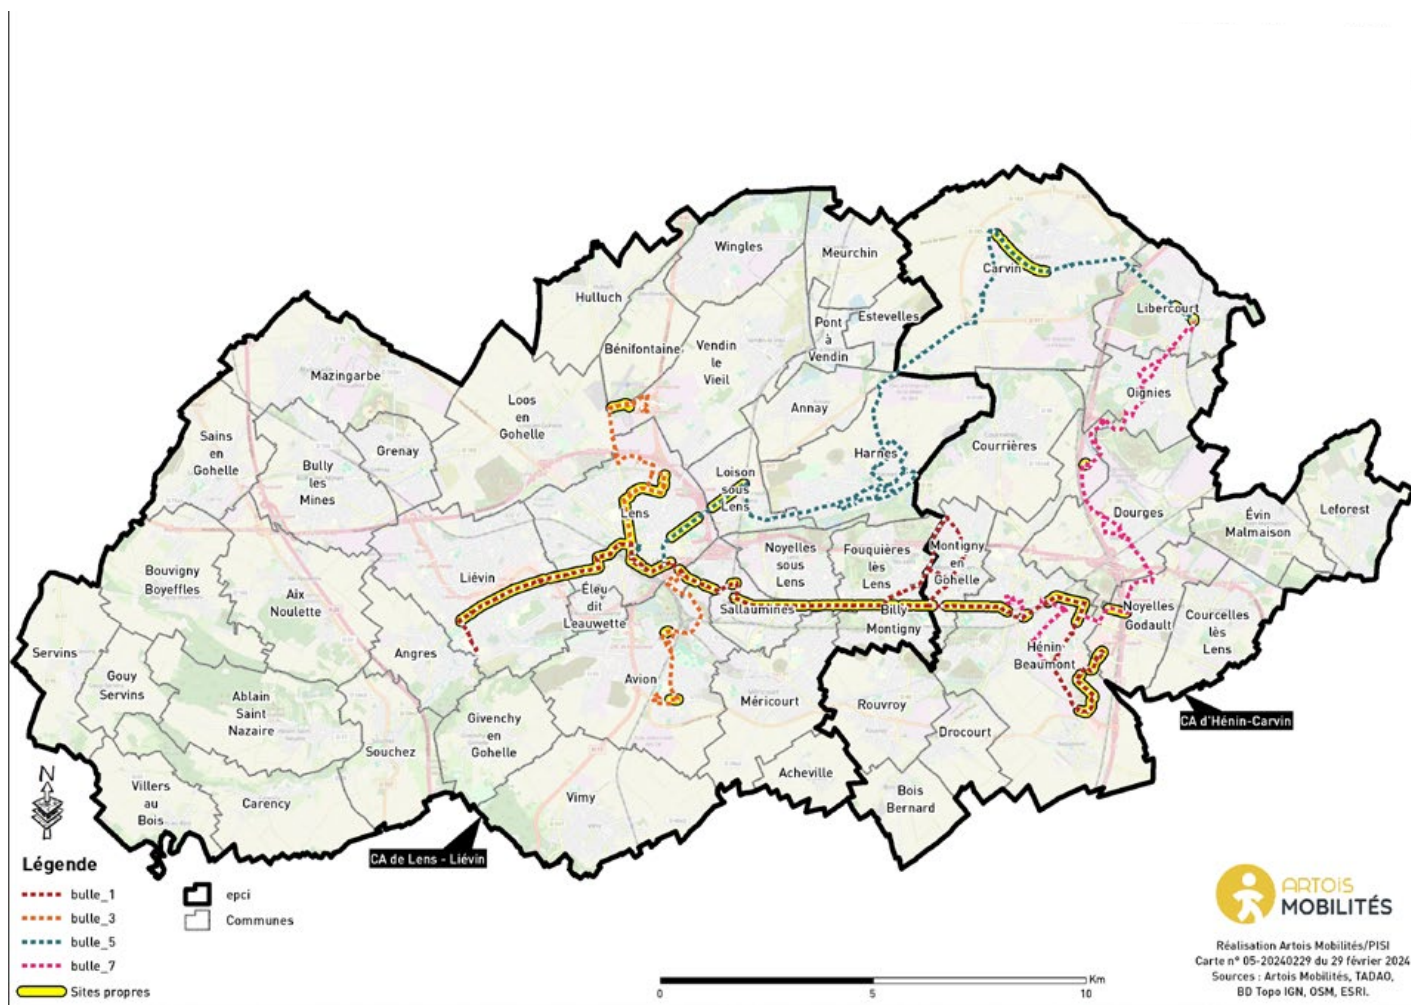 Wingles
Meurchin
Carvin
Hulluch
Libercourt
Estevelles
Pont
à
Vendin
Bénifontaine
Vendin
le
Vieil
Mazingarbe
Oignies
Loos
en
Gohelle
Annay
Sains
en
Gohelle
Grenay
Courrières
Harnes
Bully
les
Mines
Loison
sous
Lens
Lens
Dourges
Évin
Malmaison
Leforest
Noyelles
sous
Lens
Fouquières
lès
Lens
Montigny
en
Gohelle
Bouvigny
Boyeffles
Liévin
Aix
Noulette
Éleu
dit
Leauwette
Sallaumines
Billy
Montigny
Noyelles
Godault
Courcelles
lès
Lens
Servins
Angres
Hénin
Beaumont
Gouy
Servins
Avion
Ablain
Saint
Nazaire
Méricourt
Rouvroy
Givenchy
en
Gohelle
CA d'Hénin-Carvin
Drocourt
Souchez
N
Acheville
Villers
au
Bois
Carency
Vimy
Bois
Bernard
CA de Lens - Liévin
Légende
bulle_1
bulle_3
bulle_5
bulle_7
Sites propres
epci
Communes
Km
0
5
10
ARTOIS
MOBILITÉS
Réalisation Artois Mobilités/PISI
Carte n° 05-20240229 du 29 février 2024
Sources : Artois Mobilités, TADAO,
BD Topo IGN, OSM, ESRI.